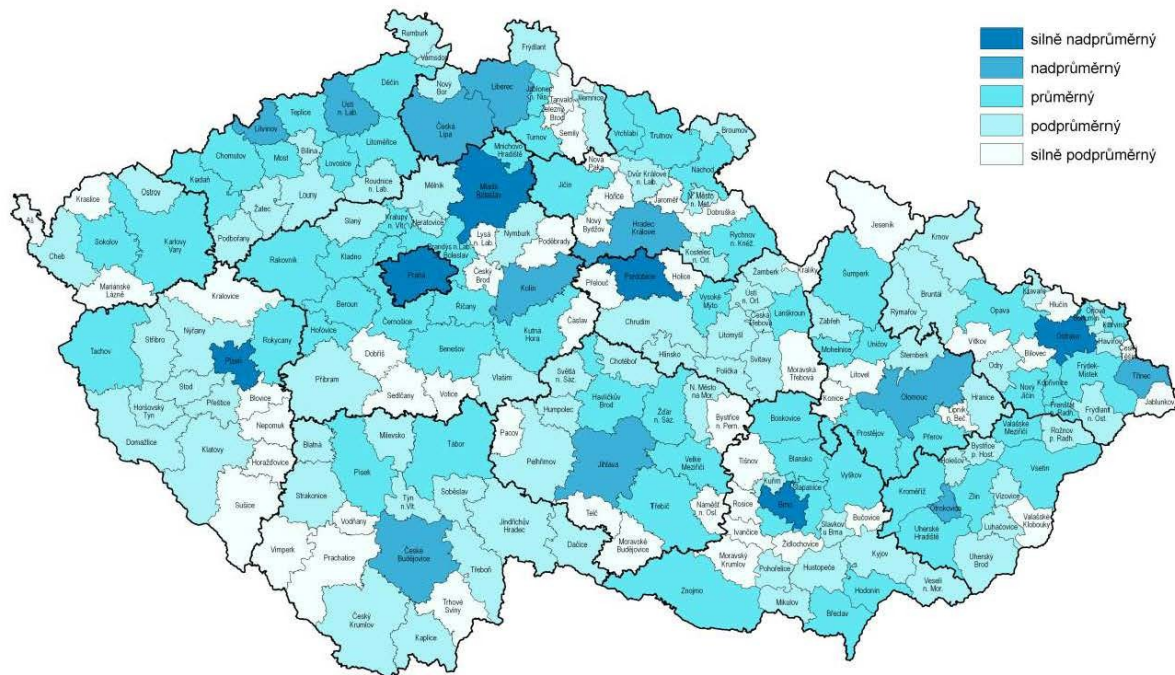 silně nadprůměrný
nadprůměrný
průměrný
podprůměrný
silně podprůměrný
Rumburk
Varnsdorf
Frýdlant
Děčín
Nový
Bor
Liberec
Jablonec
n. Nis.
Tanvald
Železný
Brod
Jilemnice
Semily
Turnov
Ústí
n. Lab.
Teplice
Česká
Lípa
Litvínov
Litoměřice
Bílina
Most
Lovosice
Chomutov
Roudnice
n. Lab.
Louny
Žatec
Kadaň
Podbořany
Mnichovo
Hradiště
Mladá
Boleslav
Mělník
Vrchlabí
Trutnov
Broumov
Nová
Paka
Dvůr Králové
n. Lab.
Náchod
Jičín
Hořice
Jaroměř
N. Město
n. Met.
Dobruška
Nový
Bydžov
Hradec
Králové
Rychnov
n. Kněž.
Kostelec
n. Orl.
Ostrov
Kraslice
Aš
Sokolov
Karlovy
Vary
Cheb
Mariánské
Lázně
Slaný
Kralupy
n. Vlt.
Neratovice
Lysá
n. Lab.
Nymburk
Poděbrady
Brandýs n.Lab.
Boleslav
Rakovník
Kladno
Praha
Český
Brod
Kolín
Beroun
Říčany
Černošice
Kutná
Hora
Čáslav
Hořovice
Benešov
Dobříš
Příbram
Sedlčany
Votice
Vlašim
Kralovice
Nýřany
Stříbro
Tachov
Plzeň
Rokycany
Stod
Přeštice
Blovice
Nepomuk
Horšovský
Týn
Domažlice
Klatovy
Horažďovice
Sušice
Přelouč
Pardubice
Holice
Vysoké
Mýto
Žamberk
Králíky
Ústí
n. Orl.
Česká
Třebová
Lanškroun
Chrudim
Litomyšl
Hlinsko
Polička
Svitavy
Moravská
Třebová
Jeseník
Krnov
Šumperk
Bruntál
Rýmařov
Zábřeh
Mohelnice
Uničov
Šternberk
Litovel
Konice
Olomouc
Lipník
n. Beč.
Hranice
Prostějov
Přerov
Opava
Kravaře
Hlučín
Bohumín
Orlová
Karviná
Havířov
Český
Těšín
Ostrava
Vítkov
Bílovec
Odry
Nový
Jičín
Kopřivnice
Frýdek-
Místek
Třinec
Jablunkov
Frenštát
p. Radh.
Frýdlant
n. Ost.
Chotěboř
Světlá
n. Sáz.
Havlíčkův
Brod
N. Město
na Mor.
Žďár
n. Sáz.
Bystřice
n. Pern.
Humpolec
Pacov
Pelhřimov
Jihlava
Velké
Meziříčí
Třebíč
Náměšť
n. Osl.
Telč
Moravské
Budějovice
Blatná
Milevsko
Tábor
Písek
Strakonice
Týn
n.Vlt.
Soběslav
Vodňany
Vimperk
Prachatice
České
Budějovice
Jindřichův
Hradec
Dačice
Třeboň
Trhové
Sviny
Český
Krumlov
Kaplice
Boskovice
Blansko
Vyškov
Tišnov
Kuřim
Šlapanice
Brno
Rosice
Ivančice
Židlochovice
Slavkov
u Brna
Bučovice
Moravský
Krumlov
Pohořelice
Hustopeče
Kyjov
Znojmo
Mikulov
Břeclav
Hodonín
Veselí
n. Mor.
Valašské
Meziříčí
Rožnov
p. Radh.
Bystřice
p. Host.
Holešov
Vsetín
Kroměříž
Zlín
Vizovice
Otrokovice
Luhačovice
Valašské
Klobouky
Uherské
Hradiště
Uherský
Brod